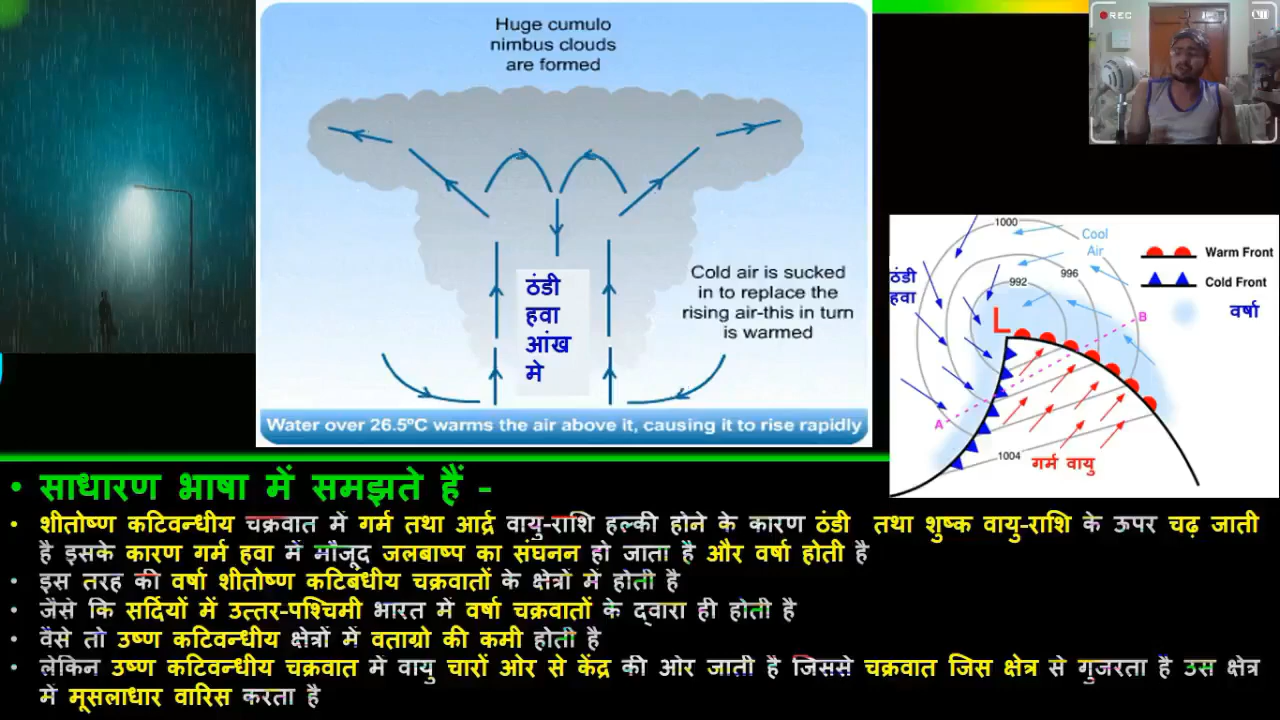 Huge cumulo
nimbus clouds
are formed
Cold air is sucked
in to replace the
rising air-this in turn
is warmed
ठंडी
हवा
आंख
मे
Water over 26.5ºC warms the air above it, causing it to rise rapidly
REC
1000
Cool
Air
996
992
Warm Front
Cold Front
वर्षा
ठंडी
हवा
L
B
A
1004
गर्म वायु
• साधारण भाषा में समझते हैं -
• शीतोष्ण कटिवन्धीय चक्रवात में गर्म तथा आर्द्र वायु-राशि हल्की होने के कारण ठंडी तथा शुष्क वायु-राशि के ऊपर चढ़ जाती
है इसके कारण गर्म हवा में मौजूद जलबाष्प का संघनन हो जाता है और वर्षा होती है
• इस तरह की वर्षा शीतोष्ण कटिबंधीय चक्रवातों के क्षेत्रों में होती है
• जैसे कि सर्दियों में उत्तर-पश्चिमी भारत में वर्षा चक्रवातों के द्वारा ही होती है
• वैसे तो उष्ण कटिवन्धीय क्षेत्रों में वताग्रो की कमी होती है
• लेकिन उष्ण कटिवन्धीय चक्रवात में वायु चारों ओर से केंद्र की ओर जाती है जिससे चक्रवात जिस क्षेत्र से गुजरता है उस क्षेत्र
में मूसलाधार वारिस करता है